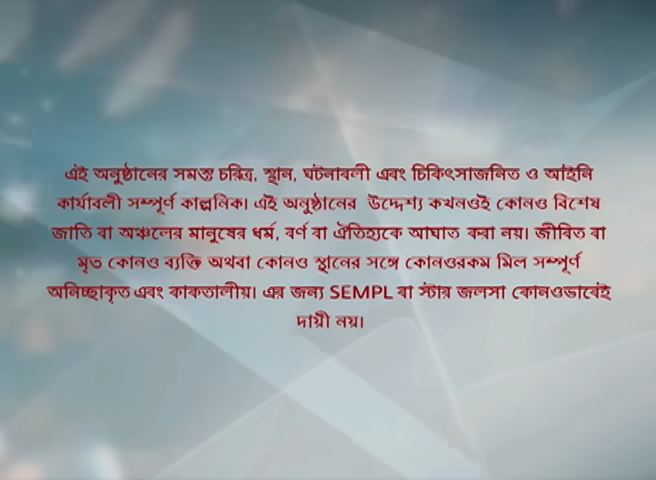 এই অনুষ্ঠানের সমস্ত চরিত্র, স্থান, ঘটনাবলী এবং চিকিৎসাজনিত ও আইনি
কার্যাবলী সম্পূর্ণ কাল্পনিক। এই অনুষ্ঠানের উদ্দেশ্য কখনওই কোনও বিশেষ
জাতি বা অঞ্চলের মানুষের ধর্ম, বর্ণ বা ঐতিহ্যকে আঘাত করা নয়। জীবিত বা
মৃত কোনও ব্যক্তি অথবা কোনও স্থানের সঙ্গে কোনওরকম মিল সম্পূর্ণ
অনিচ্ছাকৃত এবং কাকতালীয়। এর জন্য SEMPL বা স্টার জলসা কোনওভাবেই
দায়ী নয়।